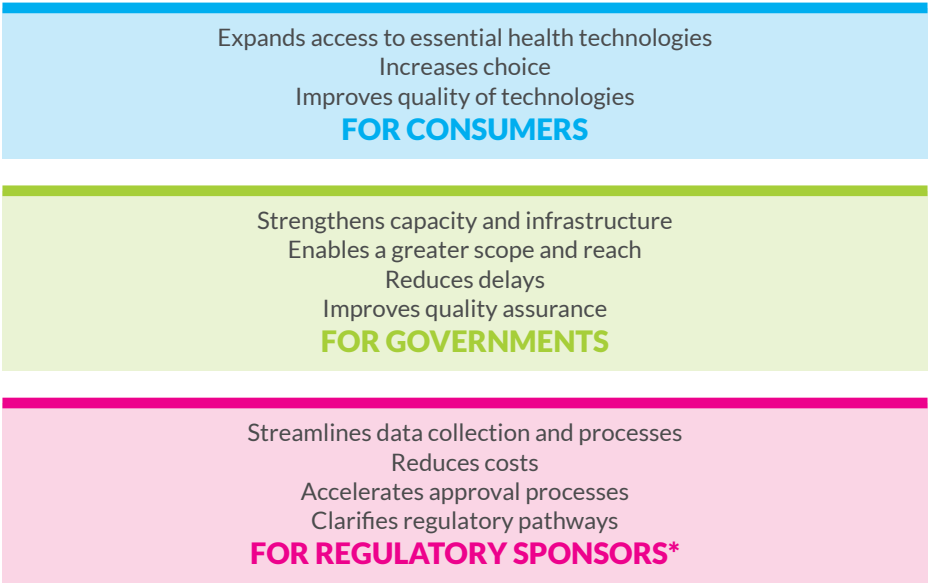 Expands access to essential health technologies
Increases choice
Improves quality of technologies
FOR CONSUMERS
Strengthens capacity and infrastructure
Enables a greater scope and reach
Reduces delays
Improves quality assurance
FOR GOVERNMENTS
Streamlines data collection and processes
Reduces costs
Accelerates approval processes
Clarifies regulatory pathways
FOR REGULATORY SPONSORS*